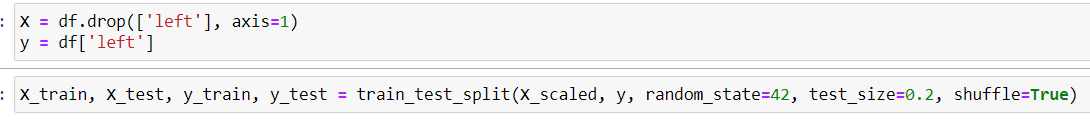 : X = df.drop(['left'], axis=1)
y = df['left']
: X_train, X_test, y_train, y_test = train_test_split(X_scaled, y, random_state=42, test_size=0.2, shuffle=True)